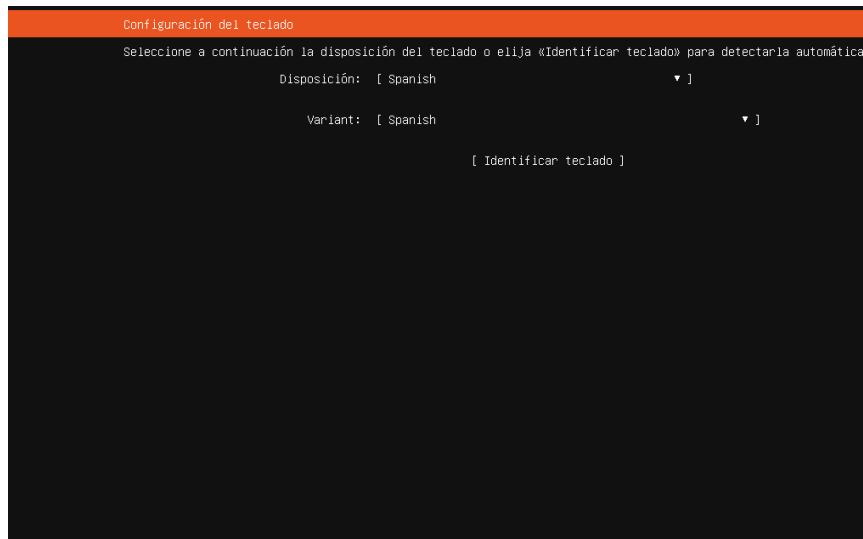 Configuración del teclado
Seleccione a continuación la disposición del teclado o elija «Identificar teclado» para detectarla automática
Disposición: [ Spanish ▾ ]
Variant: [ Spanish ▾ ]
[ Identificar teclado ]